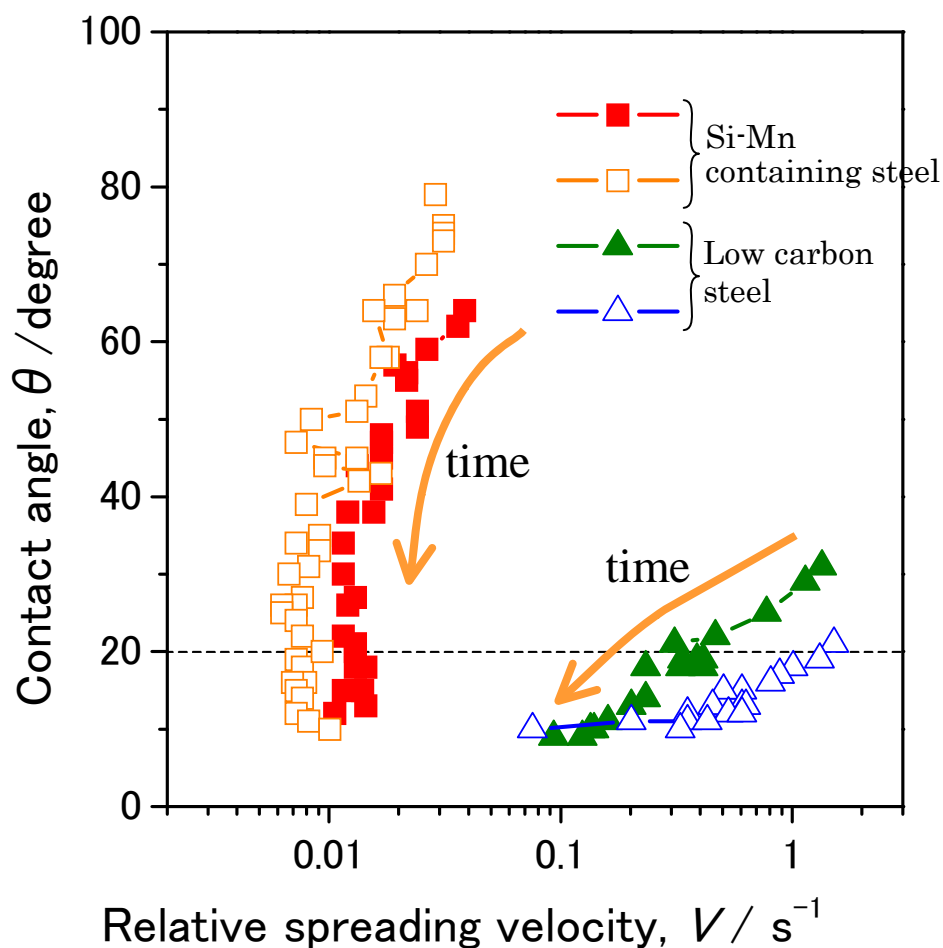 Contact angle, θ /degree
100
80
60
40
20
0
Si-Mn
containing steel
Low carbon
steel
time
time
0.01
0.1
1
Relative spreading velocity, V / s⁻¹